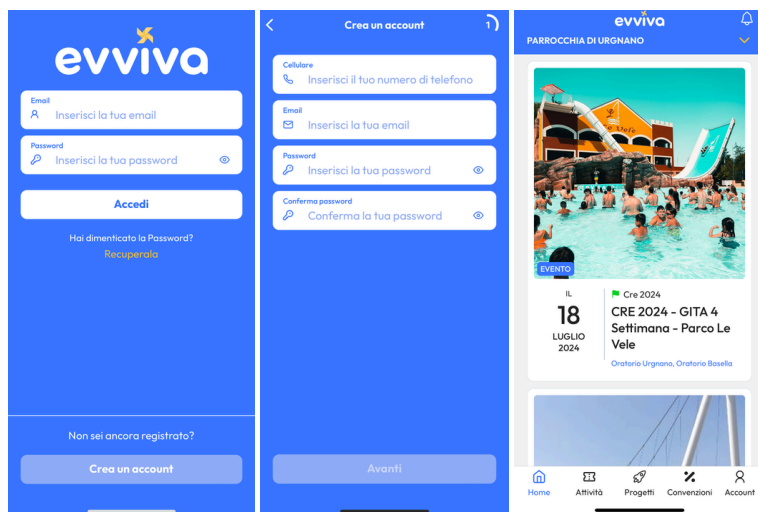 evviva
Email
Inserisci la tua email
Password
Inserisci la tua password
Accedi
Hai dimenticato la Password?
Recuperala
Non sei ancora registrato?
Crea un account
Crea un account
1
Cellulare
Inserisci il tuo numero di telefono
Email
Inserisci la tua email
Password
Inserisci la tua password
Conferma password
Conferma la tua password
Avanti
evviva
PARROCCHIA DI URGNANO
EVENTO
IL
18
LUGLIO
2024
Cre 2024
CRE 2024 - GITA 4
Settimana - Parco Le
Vele
Oratorio Urgnano, Oratorio Basella
Home
Attività
Progetti
Convenzioni
Account